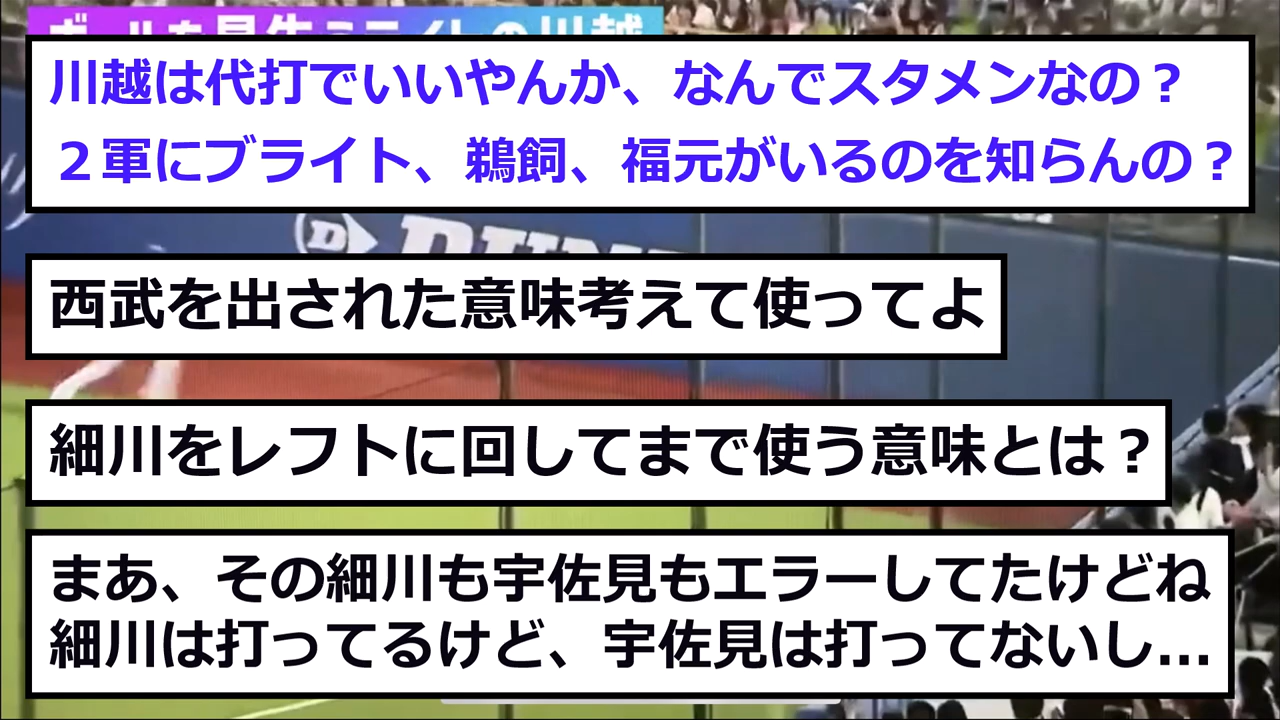 川越は代打でいいやんか、なんでスタメンなの？
２軍にブライト、鵜飼、福元がいるのを知らんの？
西武を出された意味考えて使ってよ
細川をレフトに回してまで使う意味とは？
まあ、その細川も宇佐見もエラーしてたけどね
細川は打ってるけど、宇佐見は打ってないし…